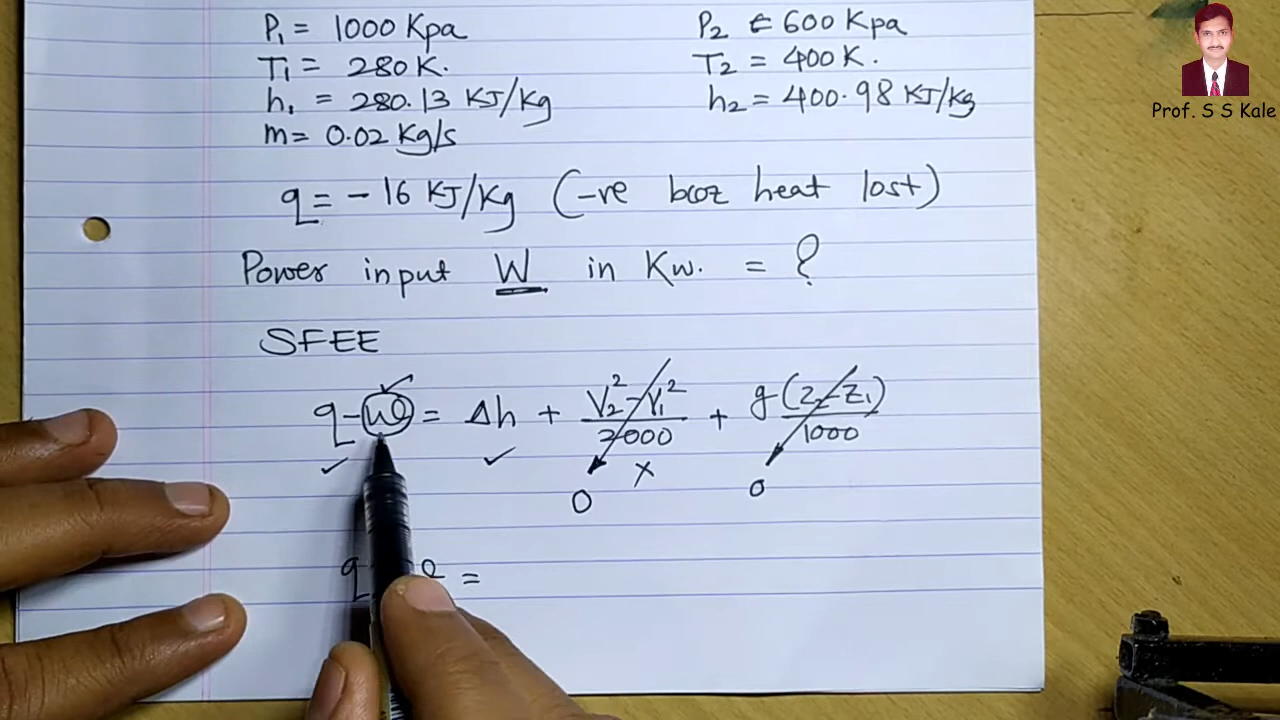 P₁ = 1000 Kpa P₂ = 600 Kpa
T₁ = 280 K. T₂ = 400 K.
h₁ = 280.13 KJ/Kg h₂ = 400.98 KJ/Kg
m = 0.02 Kg/s
q = - 16 KJ/Kg (-ve bcoz heat lost)
Power input W in Kw. = ?
SFEE
q - w = Δh + V₂² - V₁² / 2000 + g (Z₂ - Z₁) / 1000
0 x 0
q =
Prof. S S Kale